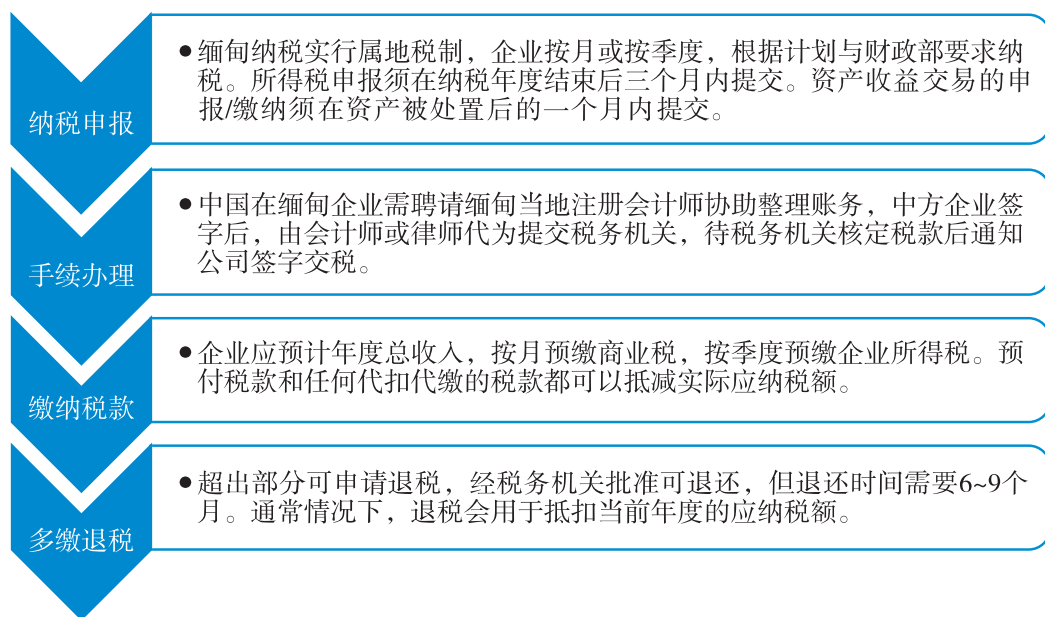 纳税申报
●缅甸纳税实行属地税制，企业按月或按季度，根据计划与财政部要求纳
税。所得税申报须在纳税年度结束后三个月内提交。资产收益交易的申
报/缴纳须在资产被处置后的一个月内提交。
手续办理
●中国在缅甸企业需聘请缅甸当地注册会计师协助整理账务，中方企业签
字后，由会计师或律师代为提交税务机关，待税务机关核定税款后通知
公司签字交税。
缴纳税款
●企业应预计年度总收入，按月预缴商业税，按季度预缴企业所得税。预
付税款和任何代扣代缴的税款都可以抵减实际应纳税额。
多缴退税
●超出部分可申请退税，经税务机关批准可退还，但退还时间需要6~9个
月。通常情况下，退税会用于抵扣当前年度的应纳税额。